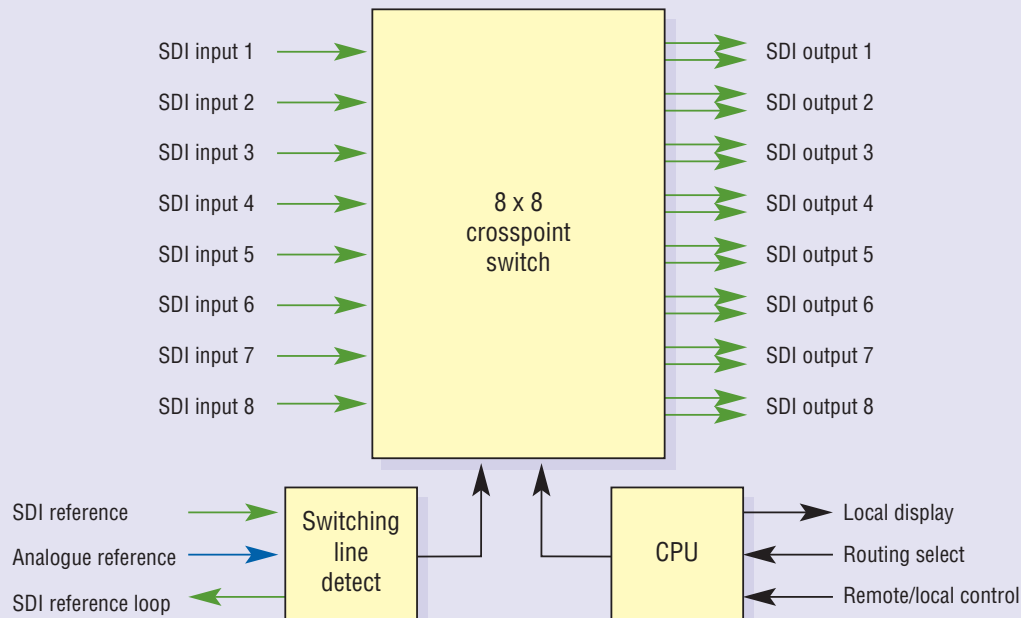 SDI input 1
SDI input 2
SDI input 3
SDI input 4
SDI input 5
SDI input 6
SDI input 7
SDI input 8
8 x 8
crosspoint
switch
SDI output 1
SDI output 2
SDI output 3
SDI output 4
SDI output 5
SDI output 6
SDI output 7
SDI output 8
SDI reference
Analogue reference
SDI reference loop
Switching
line
detect
CPU
Local display
Routing select
Remote/local control